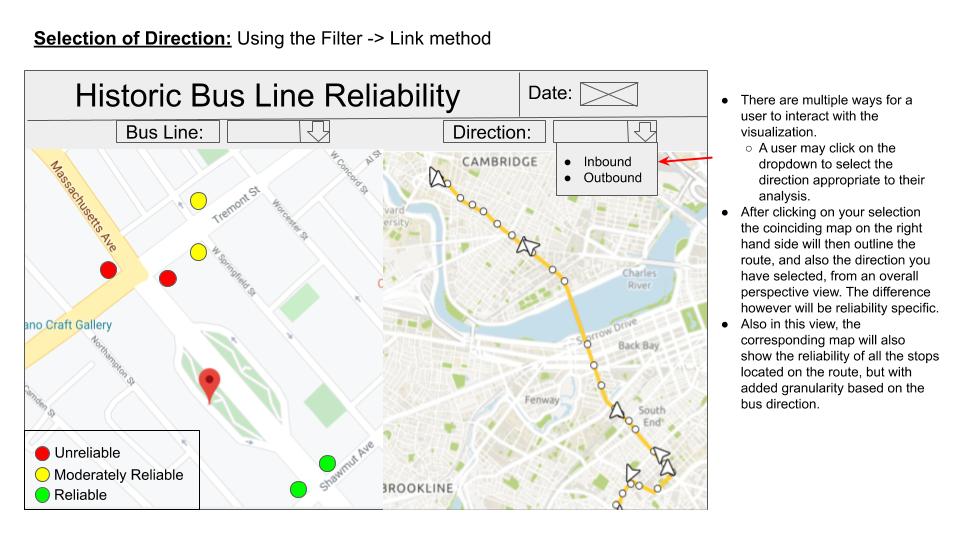 Selection of Direction: Using the Filter -> Link method
Historic Bus Line Reliability
Date:
Bus Line:
Direction:
● Inbound
● Outbound
Massachusetts Ave
Tremont St
W Concord St
Al St
Worcester St
W Springfield St
ano Craft Gallery
Northampton St
Camden St
Shawmut Ave
C
Unreliable
Moderately Reliable
Reliable
CAMBRIDGE
vard
ersity
Charles
River
Storrow Drive
Back Bay
Fenway
South
End
BROOKLINE
● There are multiple ways for a
user to interact with the
visualization.
○ A user may click on the
dropdown to select the
direction appropriate to their
analysis.
● After clicking on your selection
the coinciding map on the right
hand side will then outline the
route, and also the direction you
have selected, from an overall
perspective view. The difference
however will be reliability specific.
● Also in this view, the
corresponding map will also
show the reliability of all the stops
located on the route, but with
added granularity based on the
bus direction.